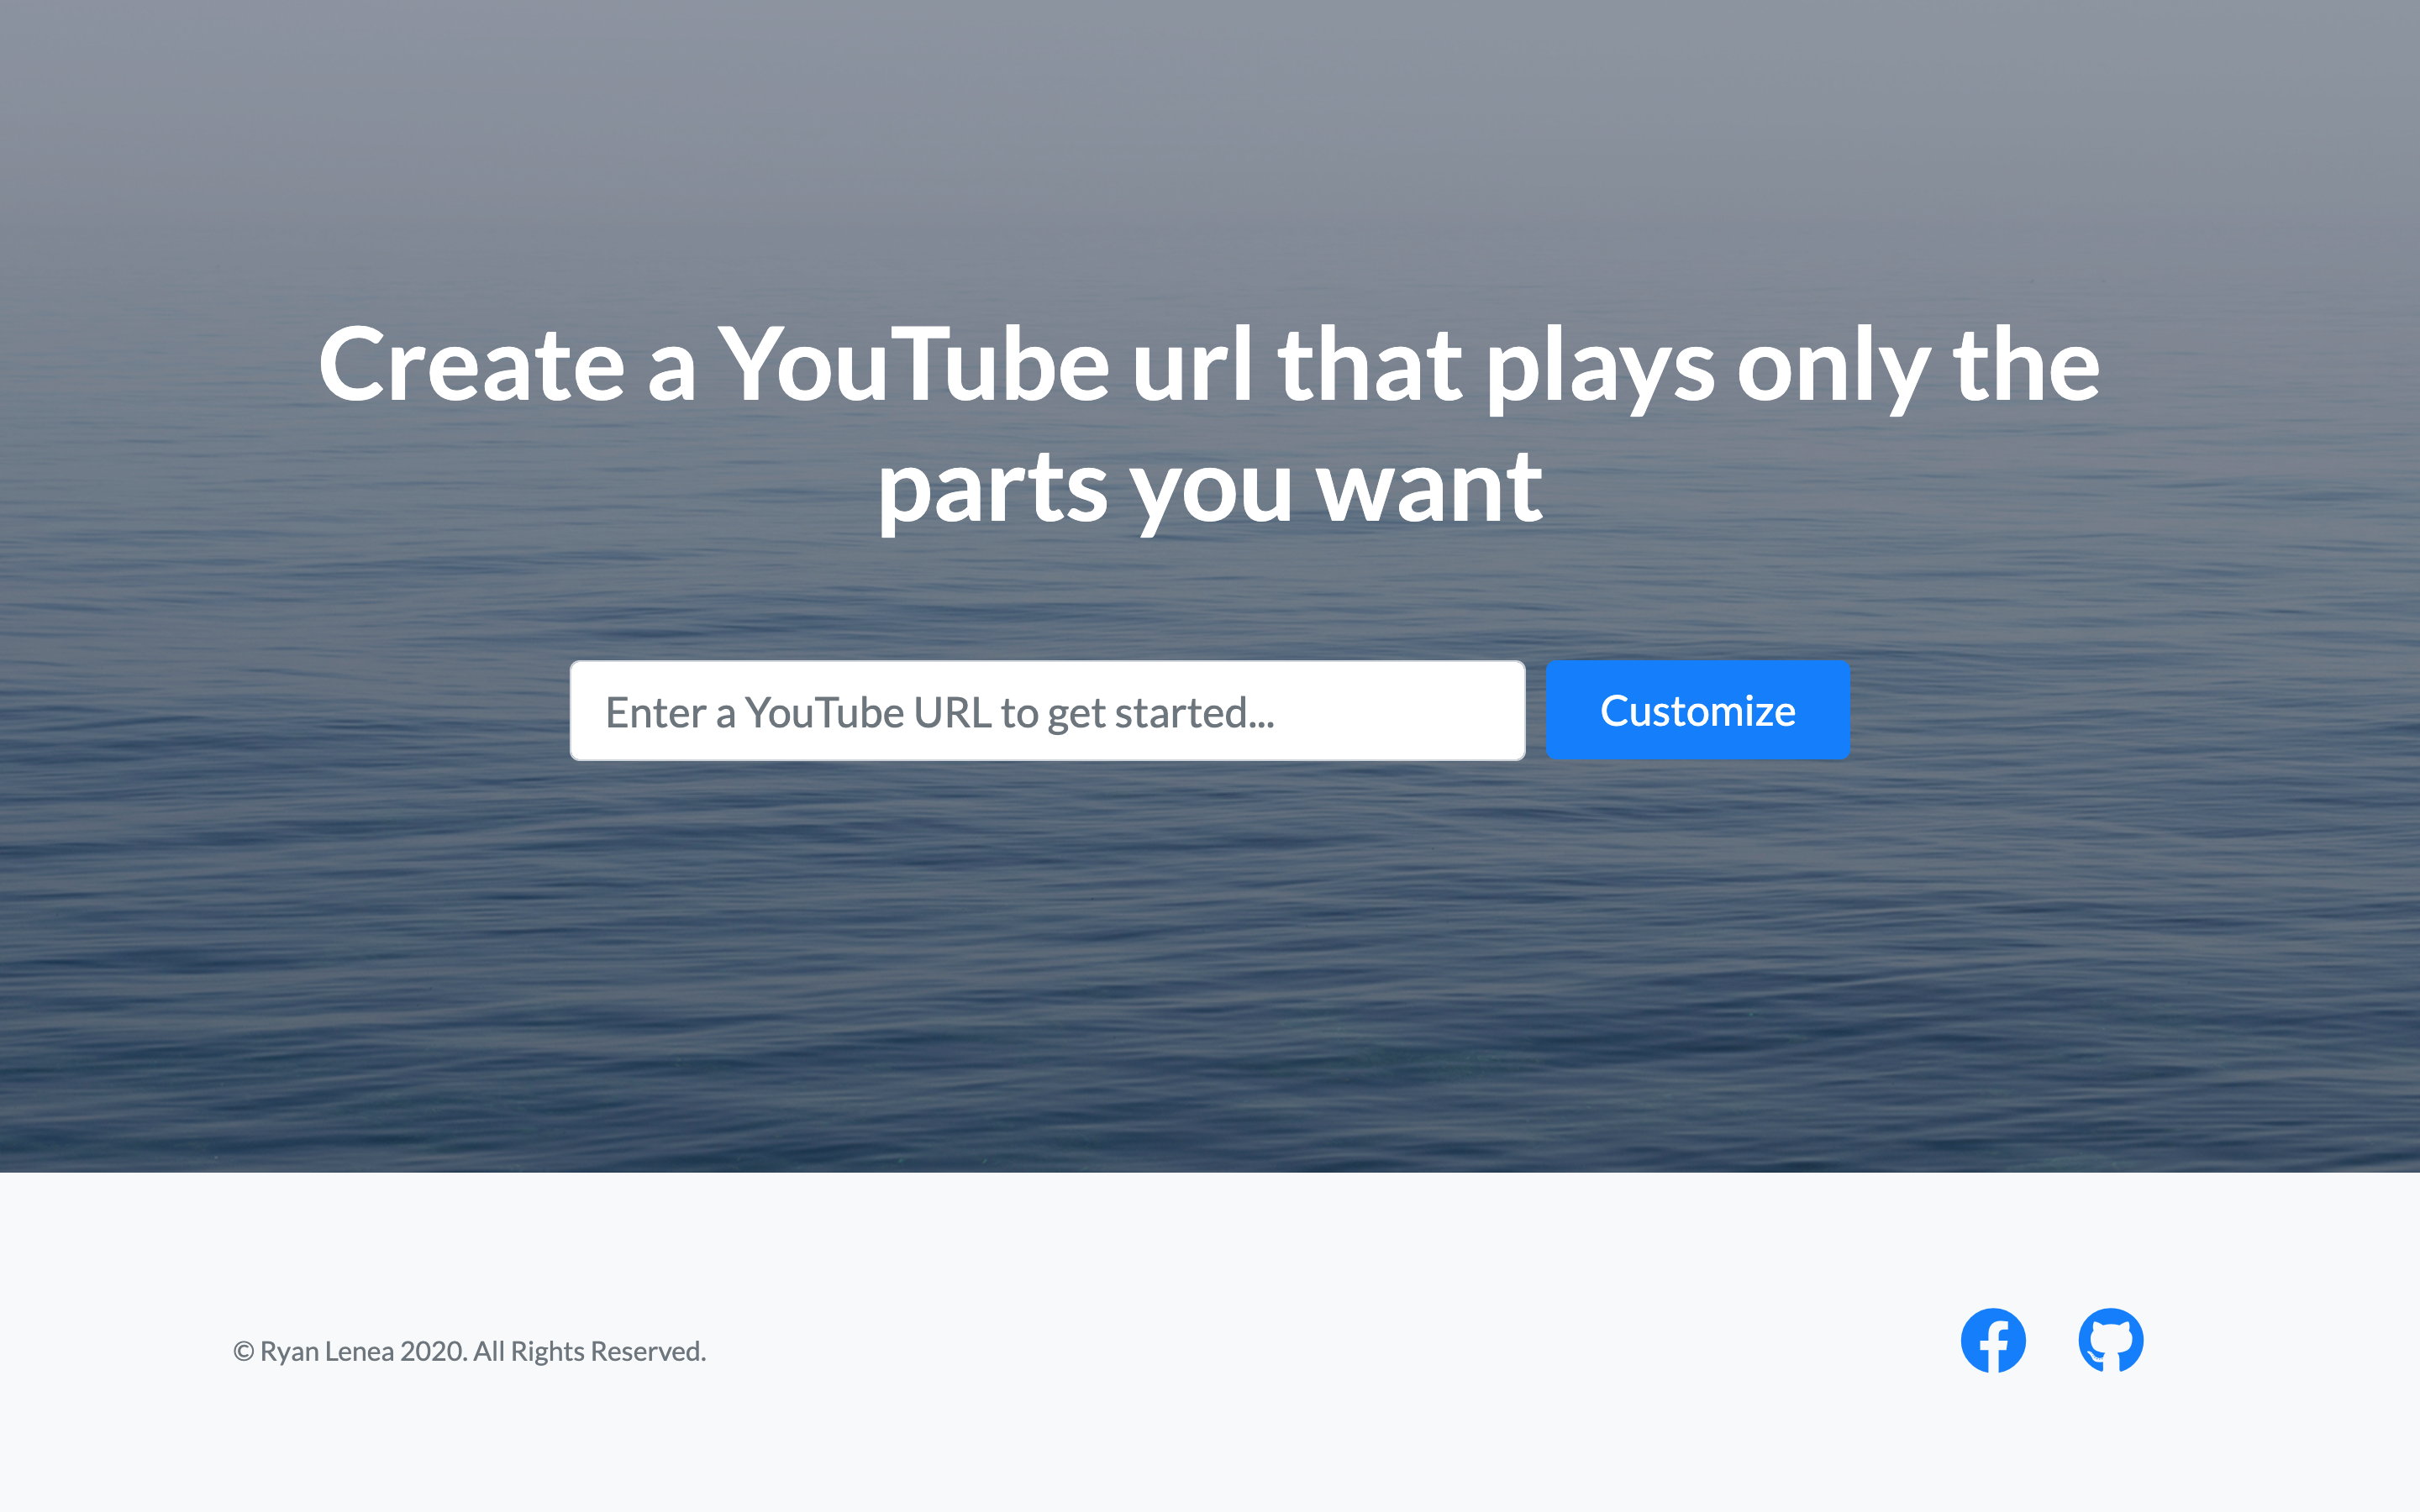 Create a YouTube url that plays only the
parts you want
Enter a YouTube URL to get started...
Customize
© Ryan Lenea 2020. All Rights Reserved.